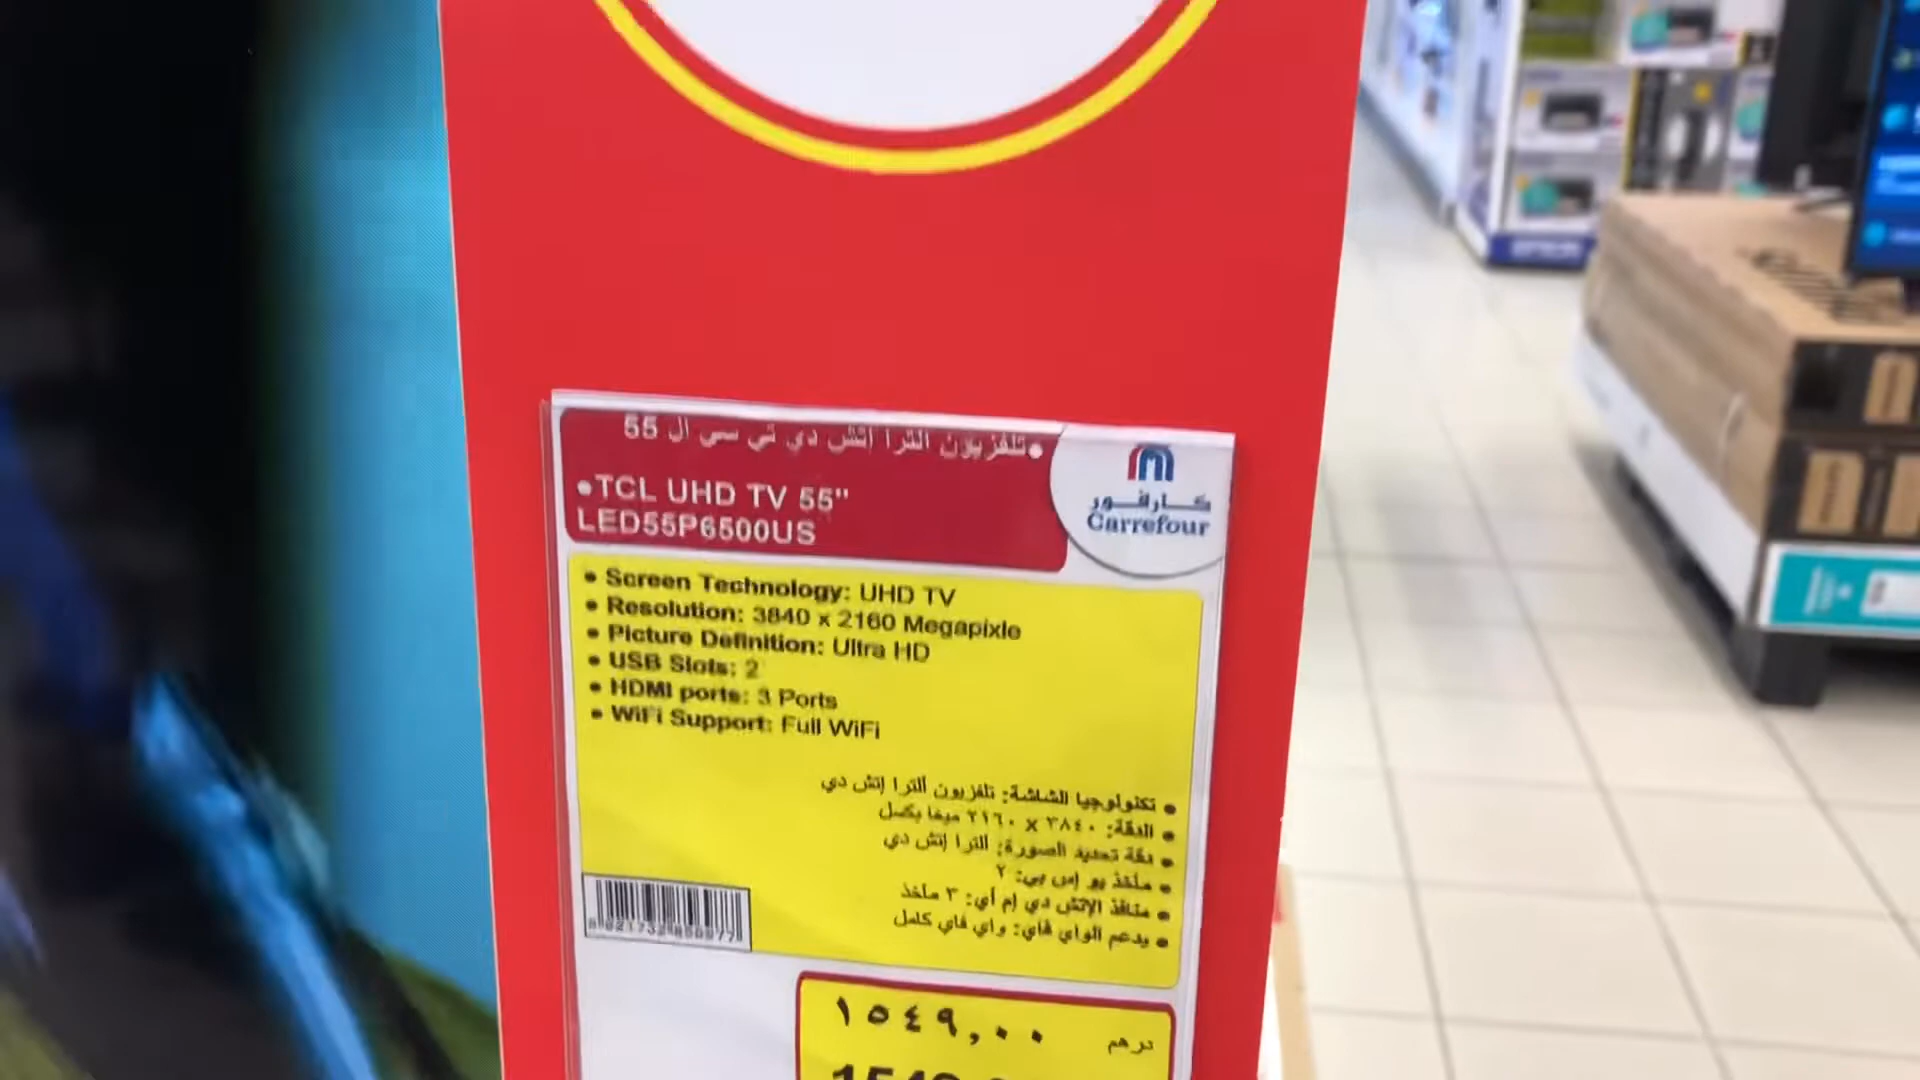 •تلفزيون الترا إتش دي تي سي ال 55
•TCL UHD TV 55"
LED55P6500US
كارفور
Carrefour
• Screen Technology: UHD TV
• Resolution: 3840 x 2160 Megapixle
• Picture Definition: Ultra HD
• USB Slots: 2
• HDMI ports: 3 Ports
• WiFi Support: Full WiFi
• تكنولوجيا الشاشة: تلفزيون ألترا إتش دي
• الدقة: ٣٨٤٠ x ٢١٦٠ ميغا بكسل
• دقة تحديد الصورة: الترا إتش دي
• مأخذ يو إس بي: ٢
• منافذ الإتش دي إم أي: ٣ مأخذ
• يدعم الواي فاي: واي فاي كامل
١٥٤٩,٠٠ درهم